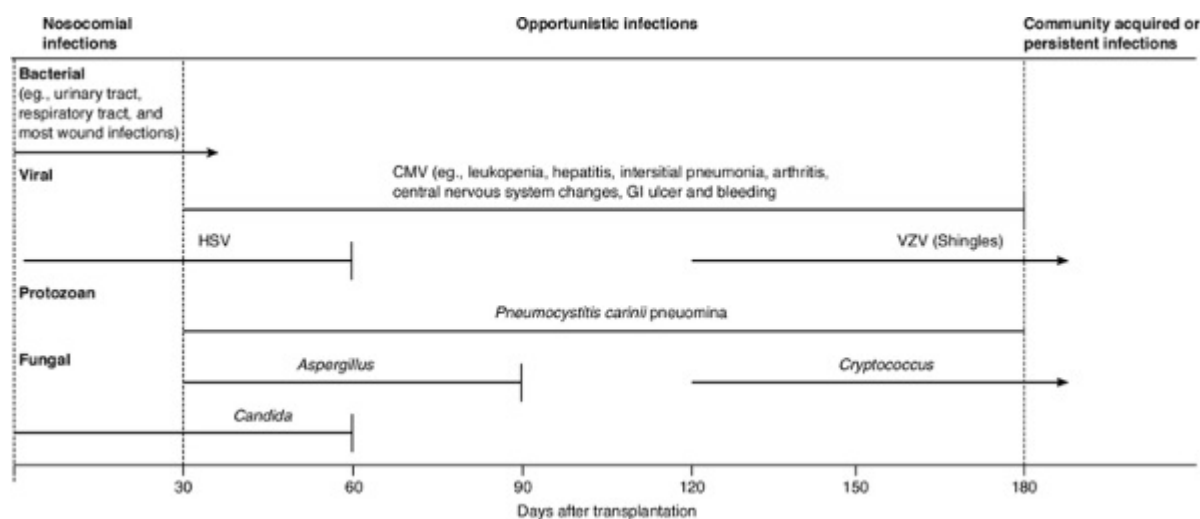 Nosocomial
infections
Opportunistic infections
Community acquired or
persistent infections
Bacterial
(eg., urinary tract,
respiratory tract, and
most wound infections)
Viral
CMV (eg., leukopenia, hepatitis, intersitial pneumonia, arthritis,
central nervous system changes, GI ulcer and bleeding
HSV
VZV (Shingles)
Protozoan
Pneumocystitis carinii pneuomina
Fungal
Aspergillus
Cryptococcus
Candida
30
60
90
120
150
180
Days after transplantation